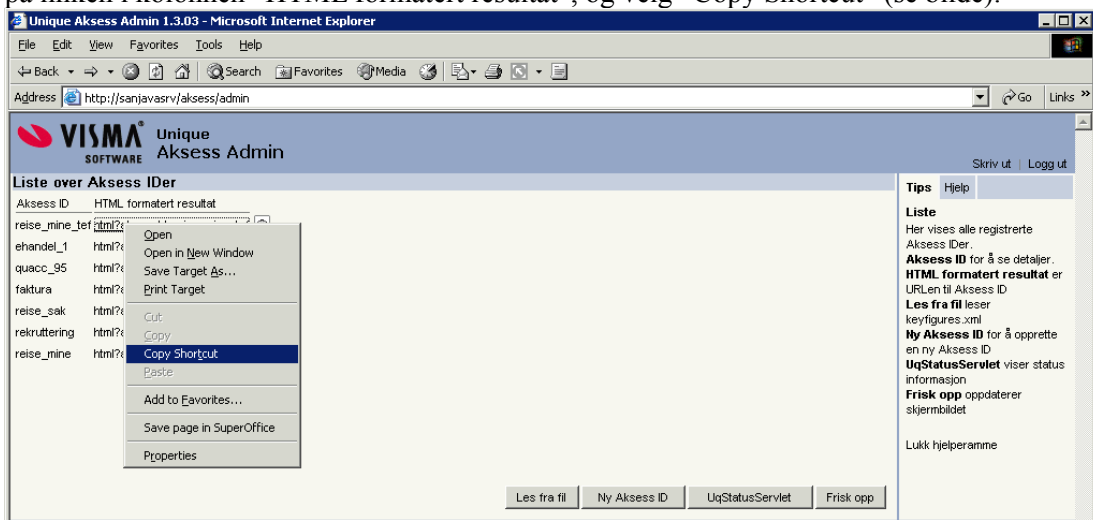 på linken i kolonnen "HTML formatert resultat", og velg "Copy Shortcut" (se bilde).
Unique Aksess Admin 1.3.03 - Microsoft Internet Explorer
File Edit View Favorites Tools Help
Back Search Favorites Media
Address http://sanjavasrv/aksess/admin Go Links »
VISMA® SOFTWARE
Unique
Aksess Admin
Skriv ut | Logg ut
Liste over Aksess IDer
Aksess ID HTML formatert resultat
reise_mine_tef
ehandel_1 html?a
quacc_95 html?a
faktura html?a
reise_sak html?a
rekruttering html?a
reise_mine html?a
Open
Open in New Window
Save Target As...
Print Target
Cut
Copy
Copy Shortcut
Paste
Add to Favorites...
Save page in SuperOffice
Properties
Les fra fil Ny Aksess ID UqStatusServlet Frisk opp
Tips Hjelp
Liste
Her vises alle registrerte
Aksess IDer.
Aksess ID for å se detaljer.
HTML formatert resultat er
URLen til Aksess ID
Les fra fil leser
keyfigures.xml
Ny Aksess ID for å opprette
en ny Aksess ID
UqStatusServlet viser status
informasjon
Frisk opp oppdaterer
skjermbildet
Lukk hjelperamme